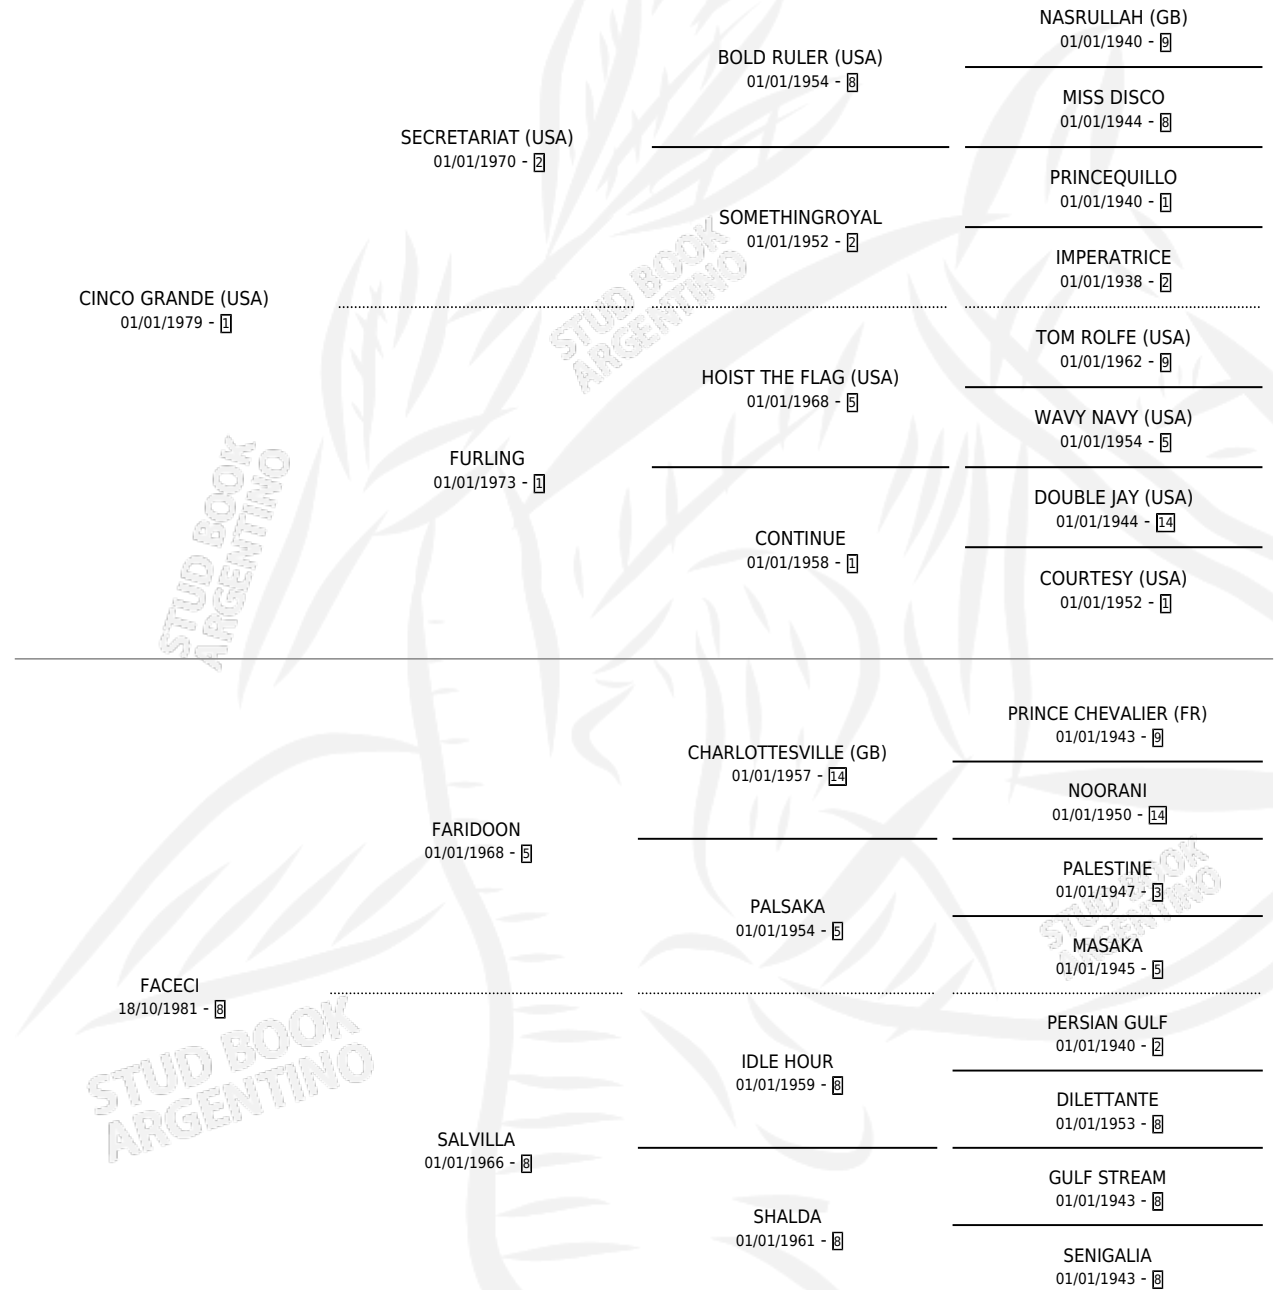 NASRULLAH (GB)
01/01/1940 - 9
BOLD RULER (USA)
01/01/1954 - 8
MISS DISCO
01/01/1944 - 8
SECRETARIAT (USA)
01/01/1970 - 2
PRINCEQUILLO
01/01/1940 - 1
SOMETHINGROYAL
01/01/1952 - 2
IMPERATRICE
01/01/1938 - 2
CINCO GRANDE (USA)
01/01/1979 - 1
TOM ROLFE (USA)
01/01/1962 - 9
HOIST THE FLAG (USA)
01/01/1968 - 5
WAVY NAVY (USA)
01/01/1954 - 5
FURLING
01/01/1973 - 1
DOUBLE JAY (USA)
01/01/1944 - 14
CONTINUE
01/01/1958 - 1
COURTESY (USA)
01/01/1952 - 1
STUD BOOK
ARGENTINO
STUD BOOK
ARGENTINO
PRINCE CHEVALIER (FR)
01/01/1943 - 9
CHARLOTTESVILLE (GB)
01/01/1957 - 14
NOORANI
01/01/1950 - 14
FARIDOON
01/01/1968 - 5
PALESTINE
01/01/1947 - 3
PALSAKA
01/01/1954 - 5
MASAKA
01/01/1945 - 5
STUD BOOK
ARGENTINO
FACECI
18/10/1981 - 8
PERSIAN GULF
01/01/1940 - 2
IDLE HOUR
01/01/1959 - 8
DILETTANTE
01/01/1953 - 8
STUD BOOK
ARGENTINO
SALVILLA
01/01/1966 - 8
GULF STREAM
01/01/1943 - 8
SHALDA
01/01/1961 - 8
SENIGALIA
01/01/1943 - 8